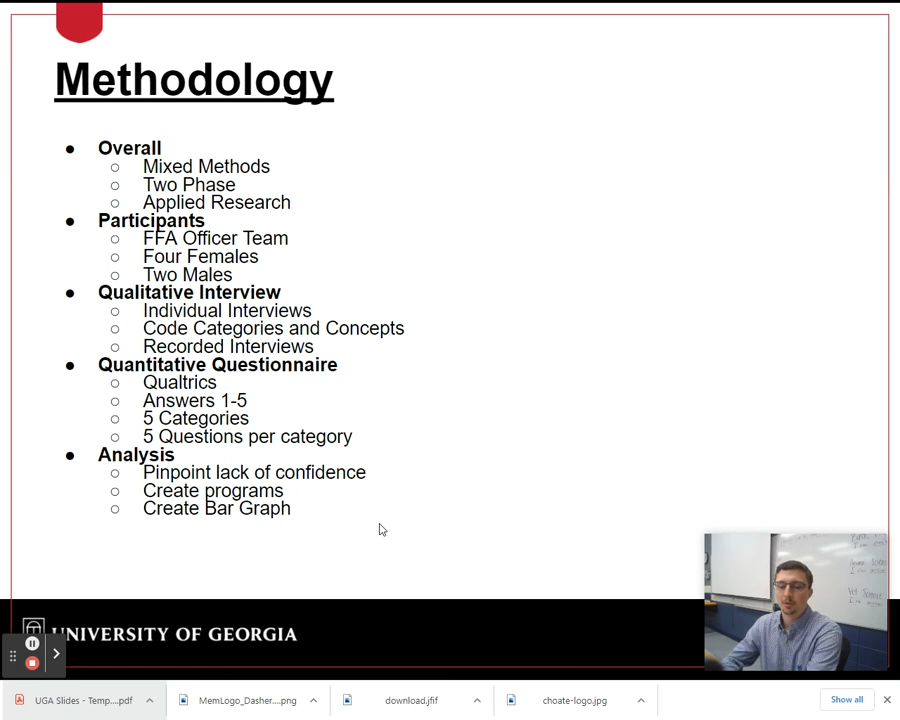 Methodology
● Overall
○ Mixed Methods
○ Two Phase
○ Applied Research
● Participants
○ FFA Officer Team
○ Four Females
○ Two Males
● Qualitative Interview
○ Individual Interviews
○ Code Categories and Concepts
○ Recorded Interviews
● Quantitative Questionnaire
○ Qualtrics
○ Answers 1-5
○ 5 Categories
○ 5 Questions per category
● Analysis
○ Pinpoint lack of confidence
○ Create programs
○ Create Bar Graph
Vet Science
UNIVERSITY OF GEORGIA
UGA Slides - Temp....pdf
MemLogo_Dasher....png
download.jfif
choate-logo.jpg
Show all